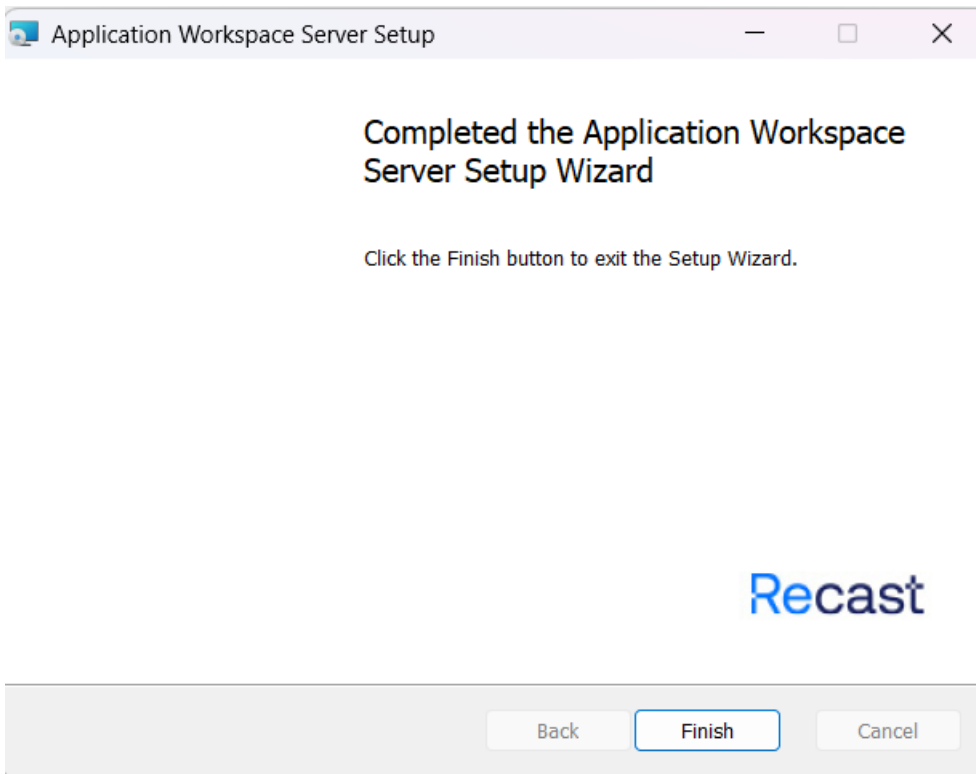 Application Workspace Server Setup
Completed the Application Workspace
Server Setup Wizard
Click the Finish button to exit the Setup Wizard.
Recast
Back
Finish
Cancel